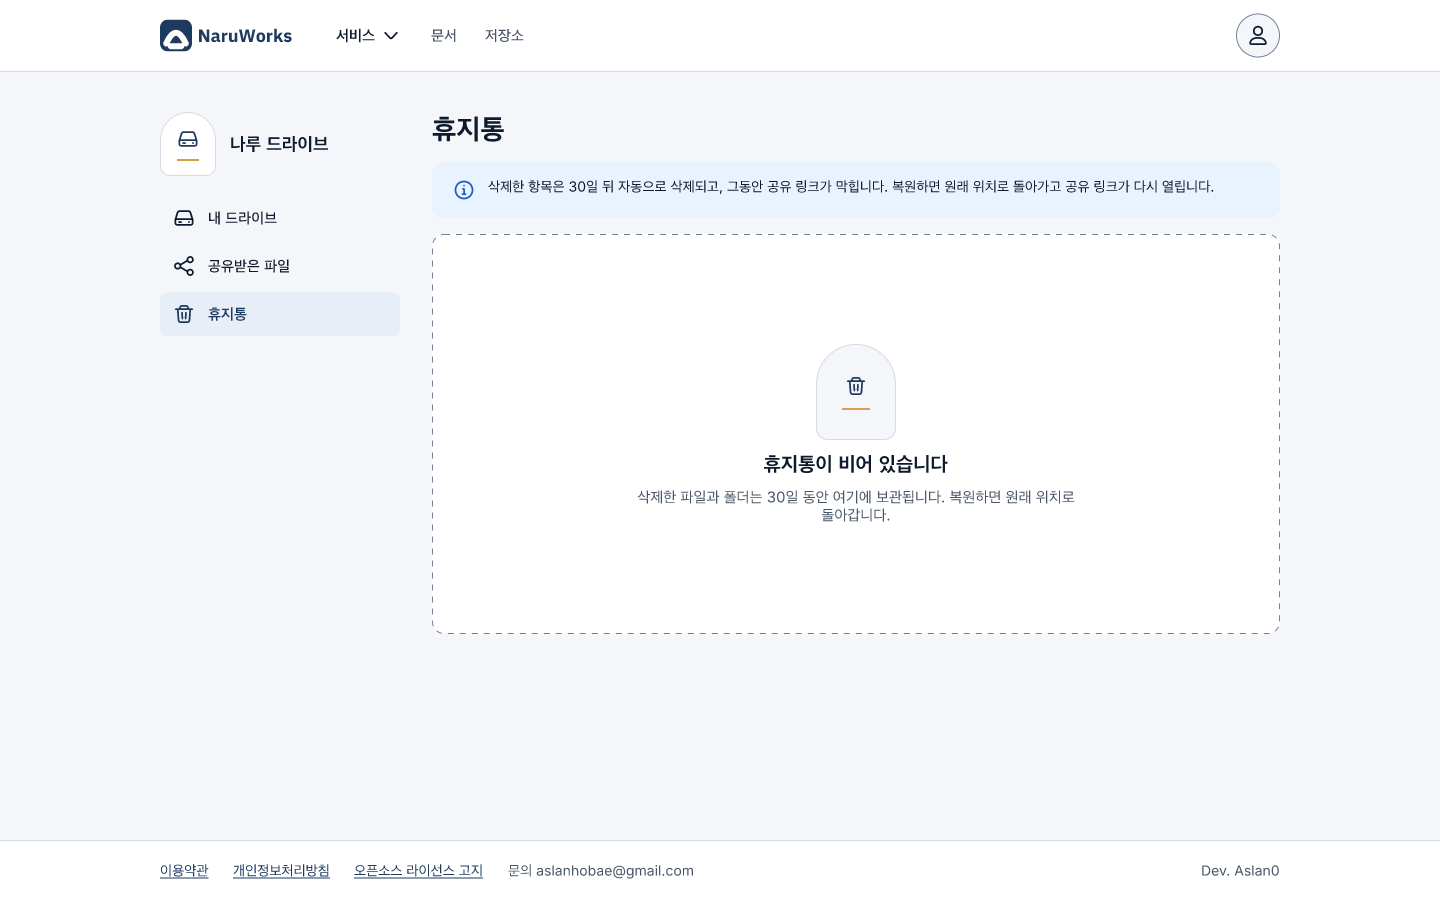 NaruWorks
서비스
문서
저장소
나루 드라이브
내 드라이브
공유받은 파일
휴지통
휴지통
삭제한 항목은 30일 뒤 자동으로 삭제되고, 그동안 공유 링크가 막힙니다. 복원하면 원래 위치로 돌아가고 공유 링크가 다시 열립니다.
휴지통이 비어 있습니다
삭제한 파일과 폴더는 30일 동안 여기에 보관됩니다. 복원하면 원래 위치로
돌아갑니다.
이용약관
개인정보처리방침
오픈소스 라이선스 고지
문의 aslanhobae@gmail.com
Dev. Aslan0